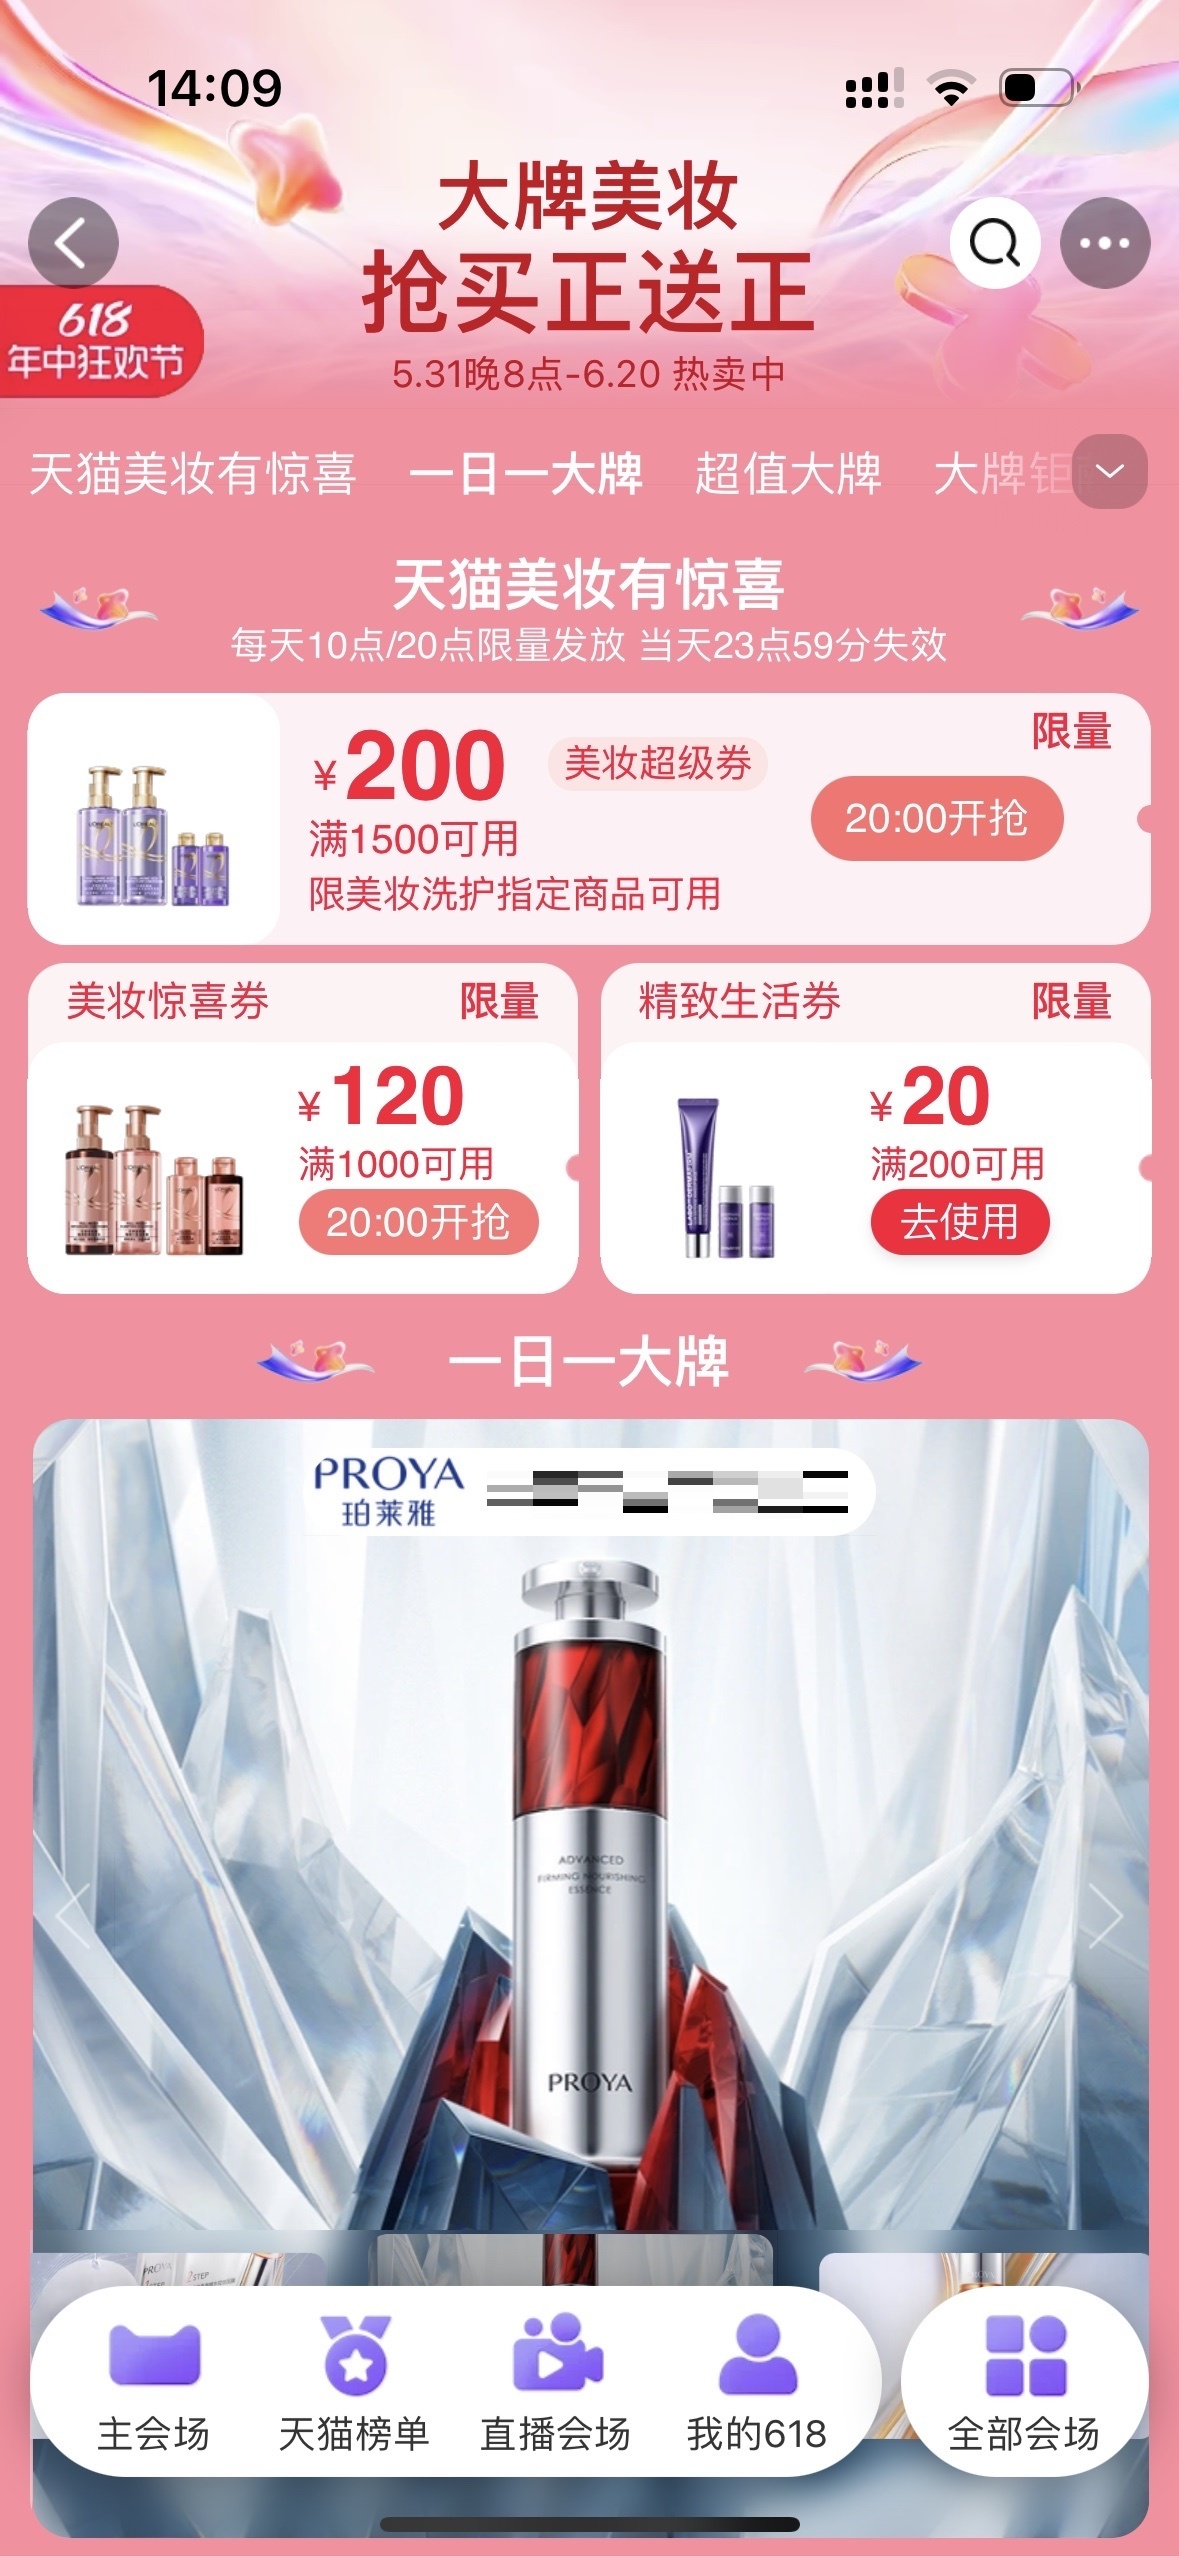 14:09
大牌美妆
抢买正送正
618
年中狂欢节
5.31晚8点-6.20 热卖中
天猫美妆有惊喜 一日一大牌 超值大牌 大牌钜
天猫美妆有惊喜
每天10点/20点限量发放 当天23点59分失效
限量
¥200 美妆超级券
20:00开抢
满1500可用
限美妆洗护指定商品可用
美妆惊喜券 限量
¥120
满1000可用
20:00开抢
精致生活券 限量
¥20
满200可用
去使用
一日一大牌
PROYA
珀莱雅
ADVANCED
FIRMING NOURISHING
ESSENCE
PROYA
PROYA
2STEP
主会场 天猫榜单 直播会场 我的618 全部会场